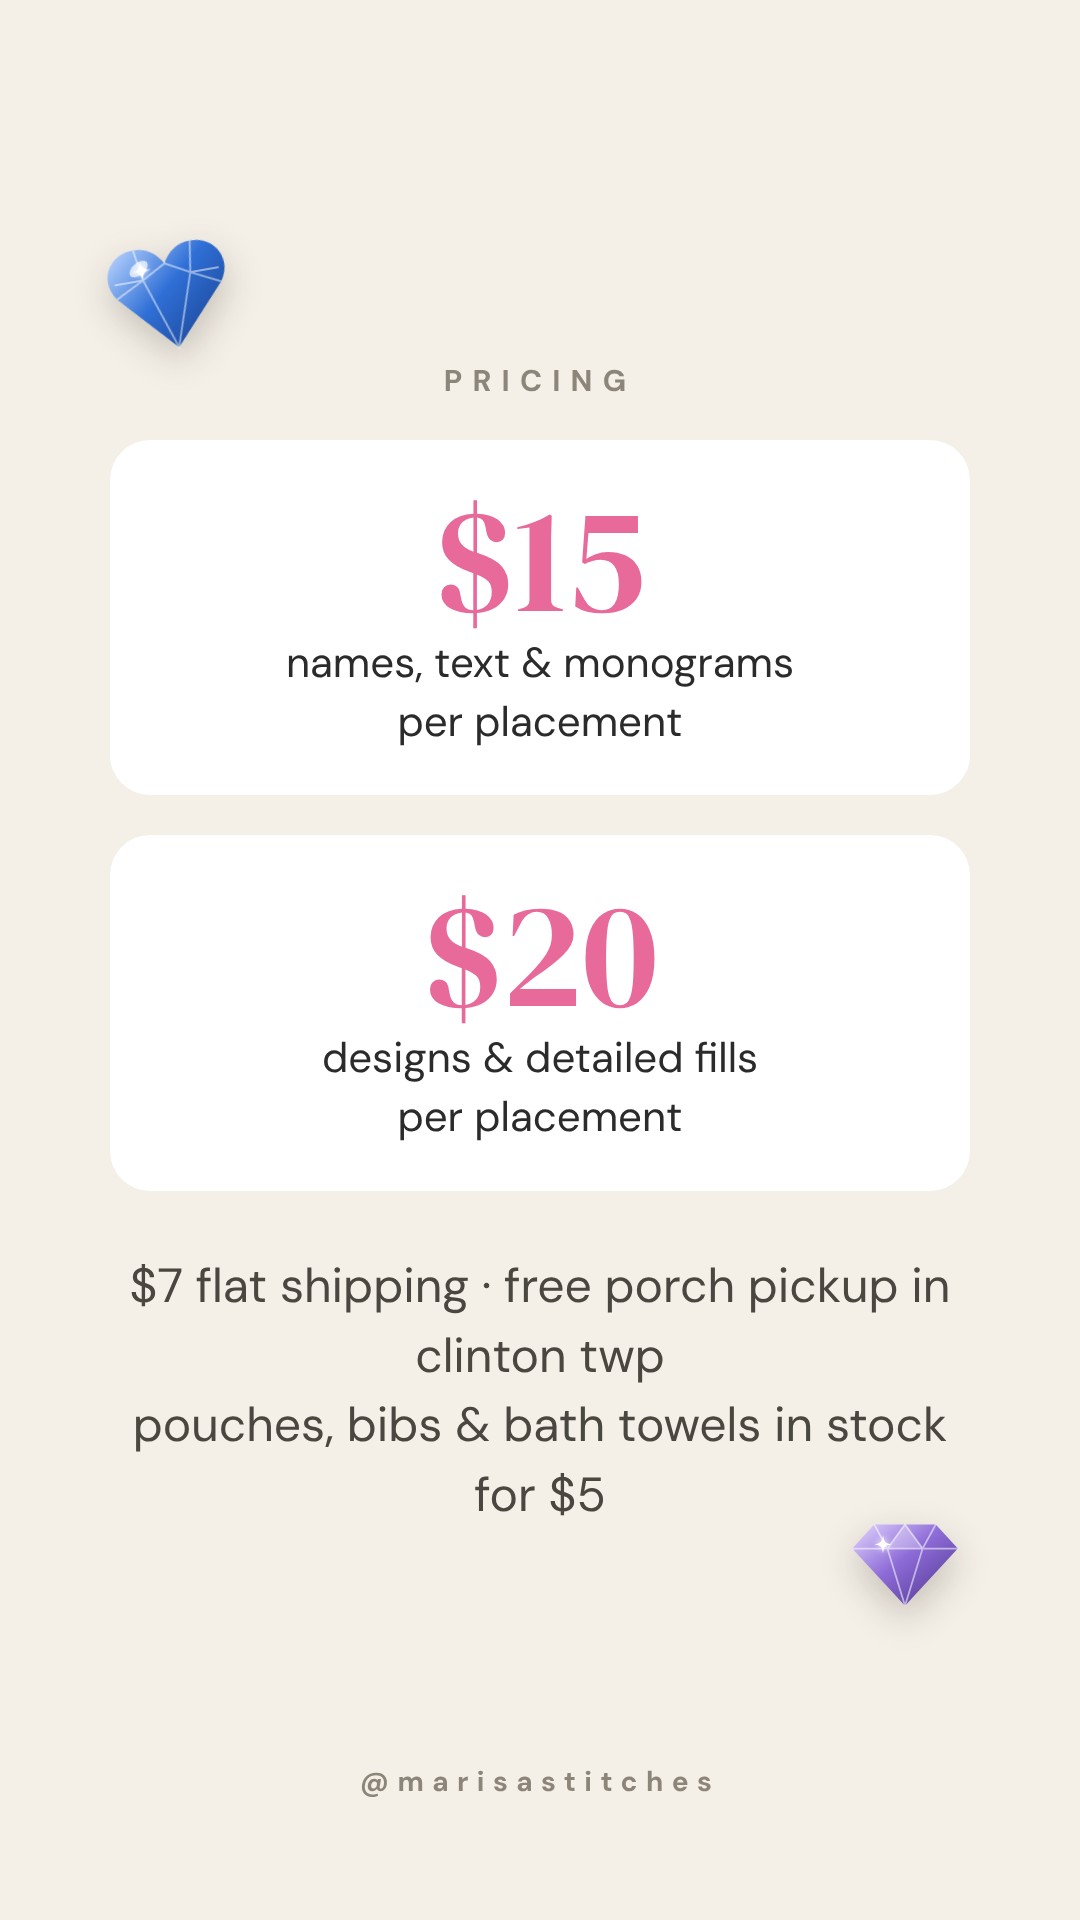 PRICING
$15
names, text & monograms
per placement
$20
designs & detailed fills
per placement
$7 flat shipping · free porch pickup in
clinton twp
pouches, bibs & bath towels in stock
for $5
@marisastitches